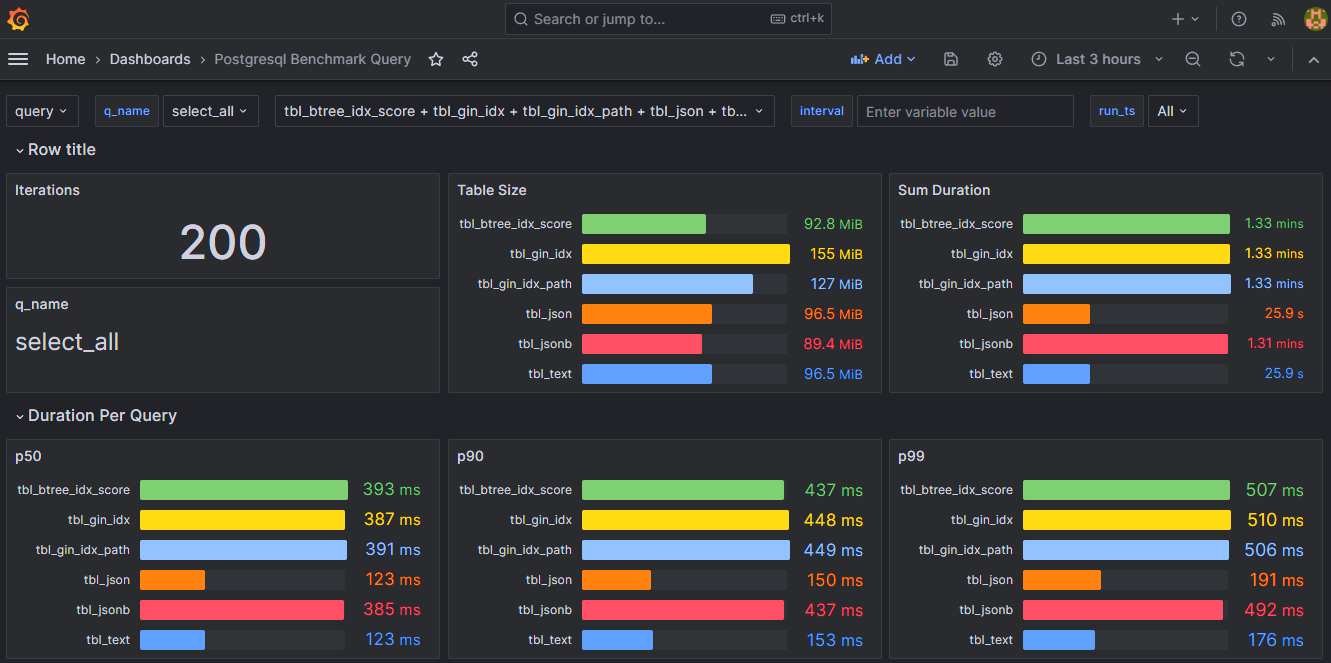 Search or jump to... ctrl+k
Home › Dashboards › Postgresql Benchmark Query Add Last 3 hours
query q_name select_all tbl_btree_idx_score + tbl_gin_idx + tbl_gin_idx_path + tbl_json + tb... interval Enter variable value run_ts All
Row title
Iterations
200
q_name
select_all
Table Size
tbl_btree_idx_score 92.8 MiB
tbl_gin_idx 155 MiB
tbl_gin_idx_path 127 MiB
tbl_json 96.5 MiB
tbl_jsonb 89.4 MiB
tbl_text 96.5 MiB
Sum Duration
tbl_btree_idx_score 1.33 mins
tbl_gin_idx 1.33 mins
tbl_gin_idx_path 1.33 mins
tbl_json 25.9 s
tbl_jsonb 1.31 mins
tbl_text 25.9 s
Duration Per Query
p50
tbl_btree_idx_score 393 ms
tbl_gin_idx 387 ms
tbl_gin_idx_path 391 ms
tbl_json 123 ms
tbl_jsonb 385 ms
tbl_text 123 ms
p90
tbl_btree_idx_score 437 ms
tbl_gin_idx 448 ms
tbl_gin_idx_path 449 ms
tbl_json 150 ms
tbl_jsonb 437 ms
tbl_text 153 ms
p99
tbl_btree_idx_score 507 ms
tbl_gin_idx 510 ms
tbl_gin_idx_path 506 ms
tbl_json 191 ms
tbl_jsonb 492 ms
tbl_text 176 ms